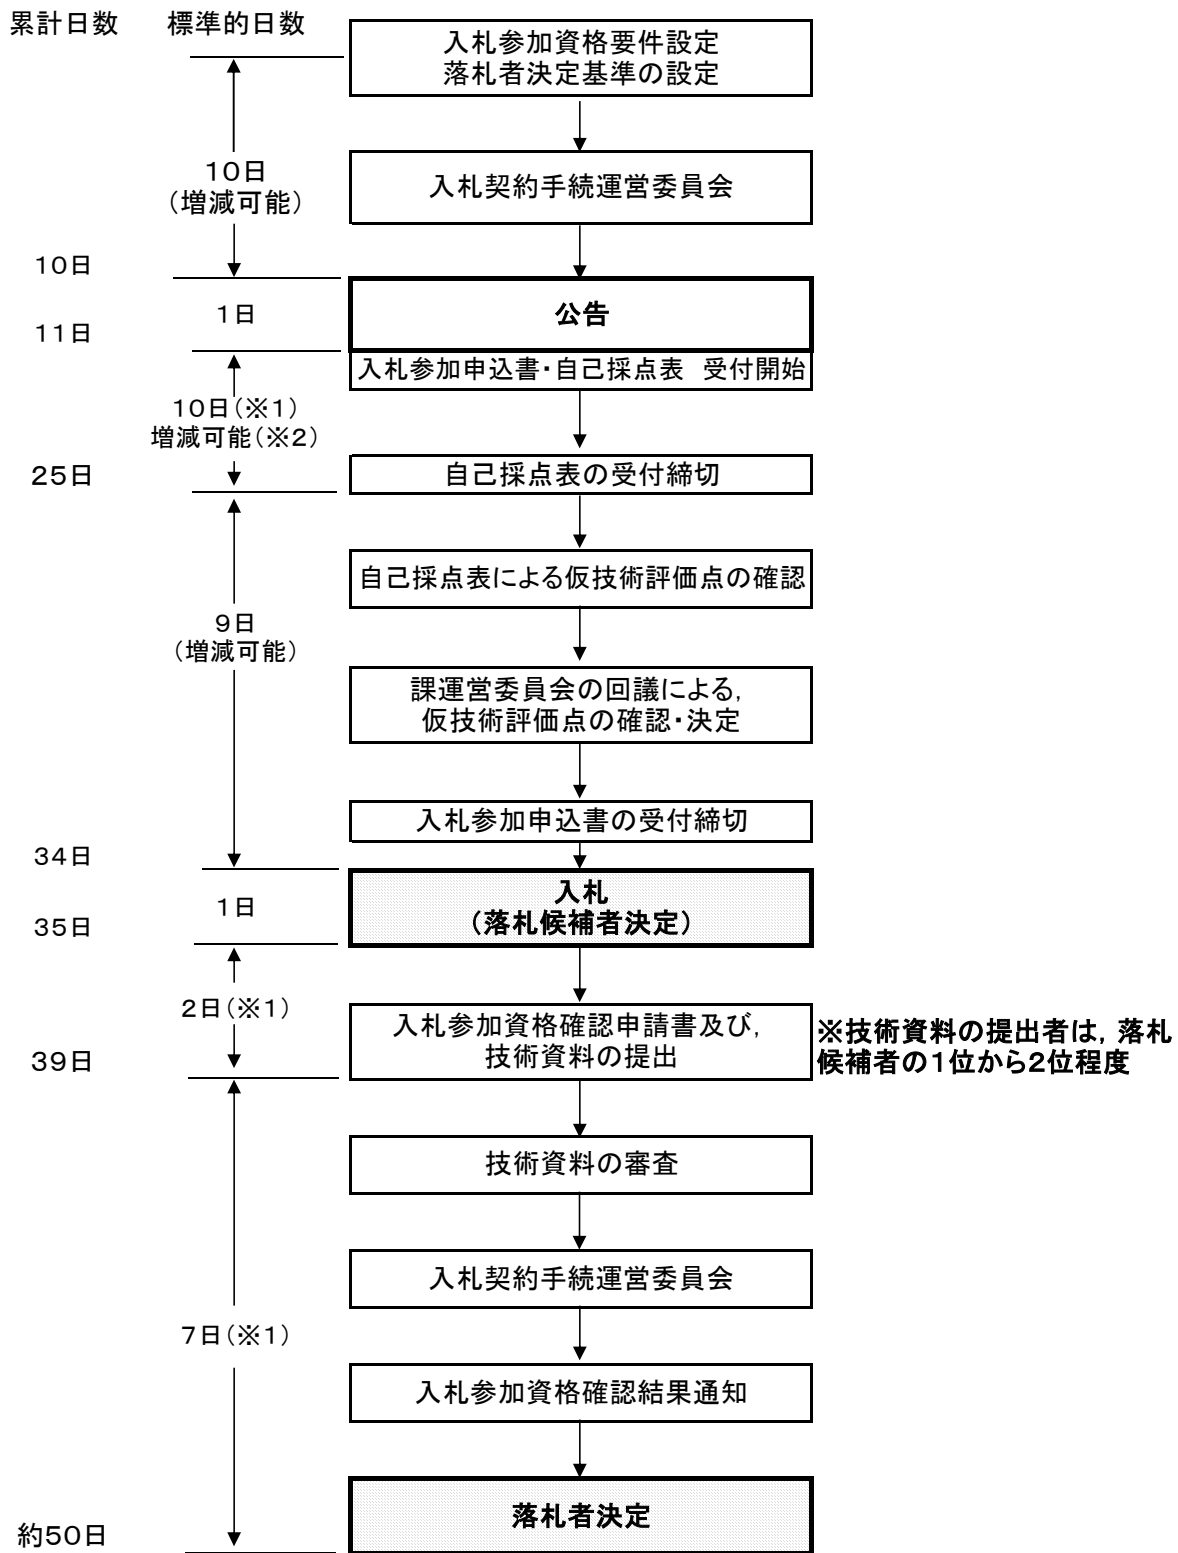 累計日数　標準的日数
入札参加資格要件設定
落札者決定基準の設定
10日
（増減可能）
入札契約手続運営委員会
10日
1日
公告
11日
入札参加申込書・自己採点表　受付開始
10日（※1）
増減可能（※2）
25日
自己採点表の受付締切
自己採点表による仮技術評価点の確認
9日
（増減可能）
課運営委員会の回議による，
仮技術評価点の確認・決定
入札参加申込書の受付締切
34日
1日
入札
（落札候補者決定）
35日
2日（※1）
入札参加資格確認申請書及び，
技術資料の提出
※技術資料の提出者は，落札
候補者の1位から2位程度
39日
技術資料の審査
入札契約手続運営委員会
7日（※1）
入札参加資格確認結果通知
落札者決定
約50日